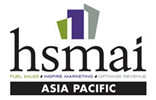 hsmai
FUEL SALES ● INSPIRE MARKETING ● OPTIMIZE REVENUE
ASIA PACIFIC